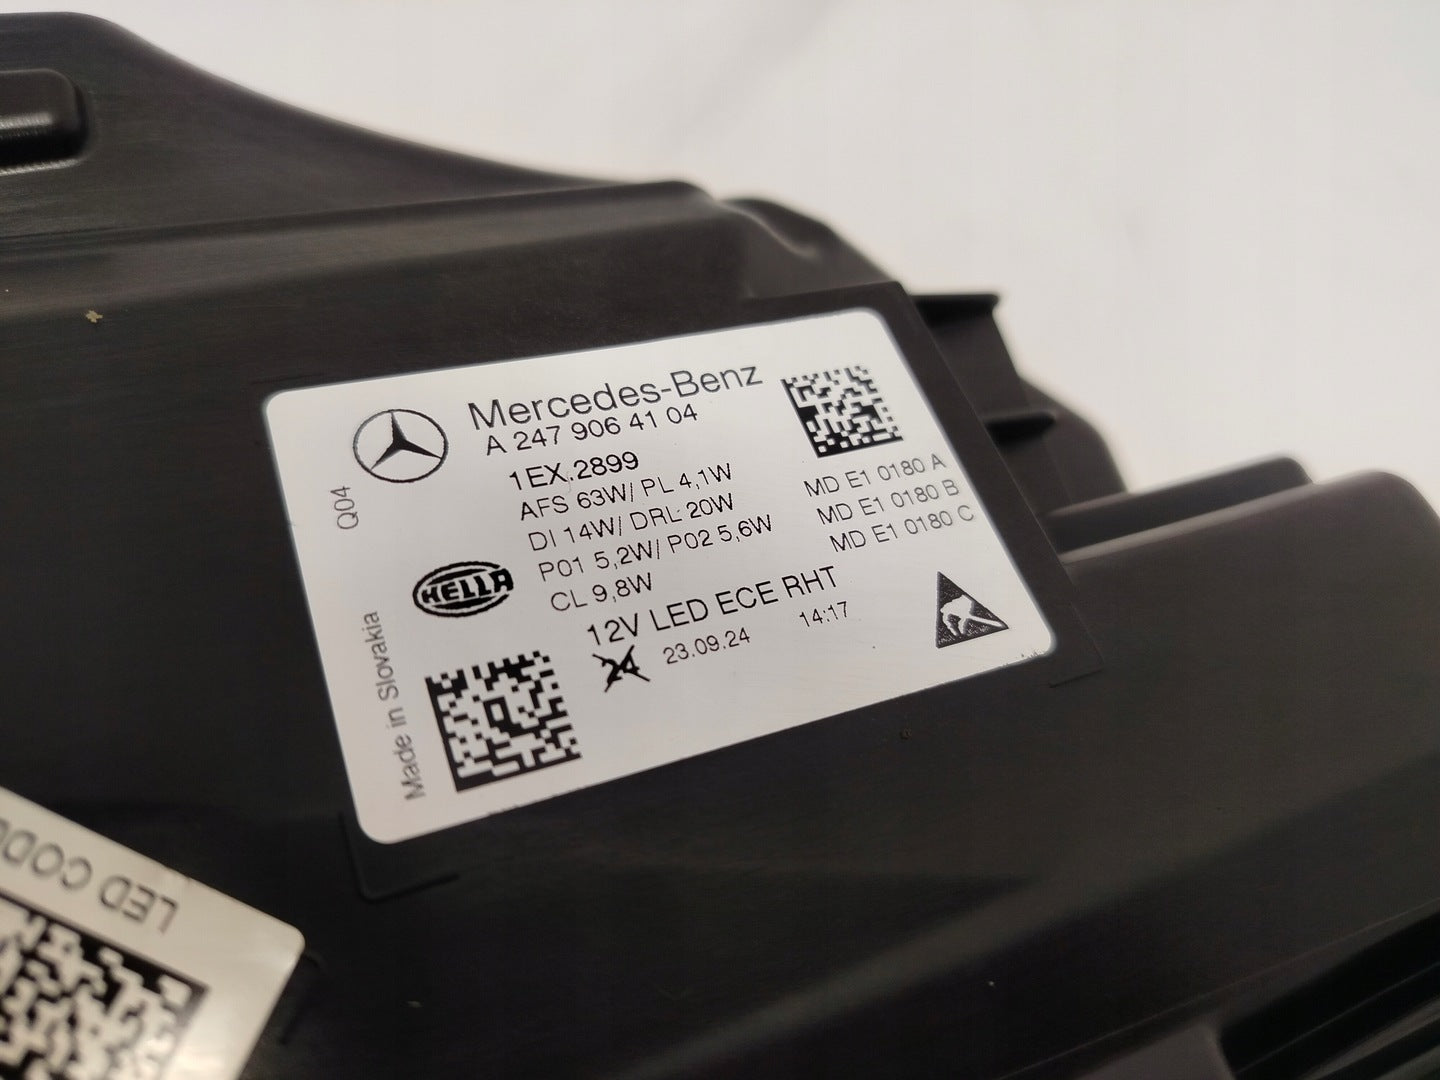 Mercedes-Benz
A 247 906 41 04
1EX.2899
AFS 63W/ PL 4,1W
DI 14W/ DRL 20W
P01 5,2W/ P02 5,6W
CL 9,8W
12V LED ECE RHT
24 23.09.24 14:17
MD E1 0180 A
MD E1 0180 B
MD E1 0180 C
Q04
HELLA
Made in Slovakia
LED CODE